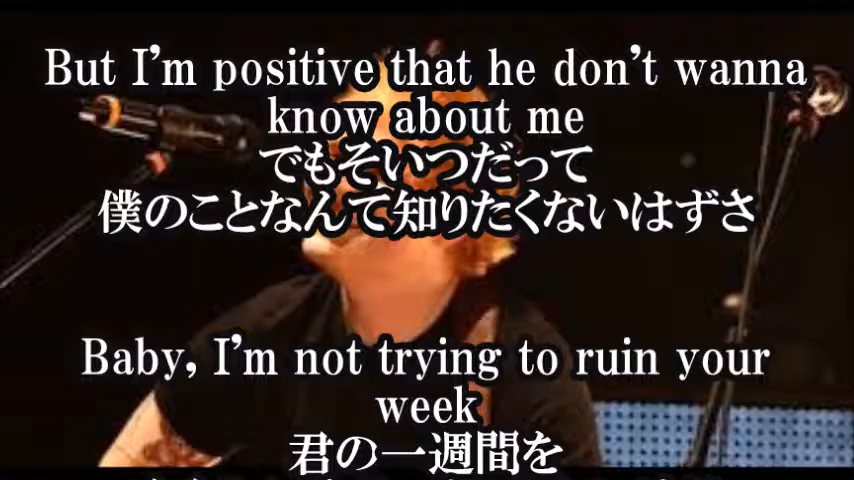 But I'm positive that he don't wanna
know about me
でもそいつだって
僕のことなんて知りたくないはずさ
Baby, I'm not trying to ruin your
week
君の一週間を